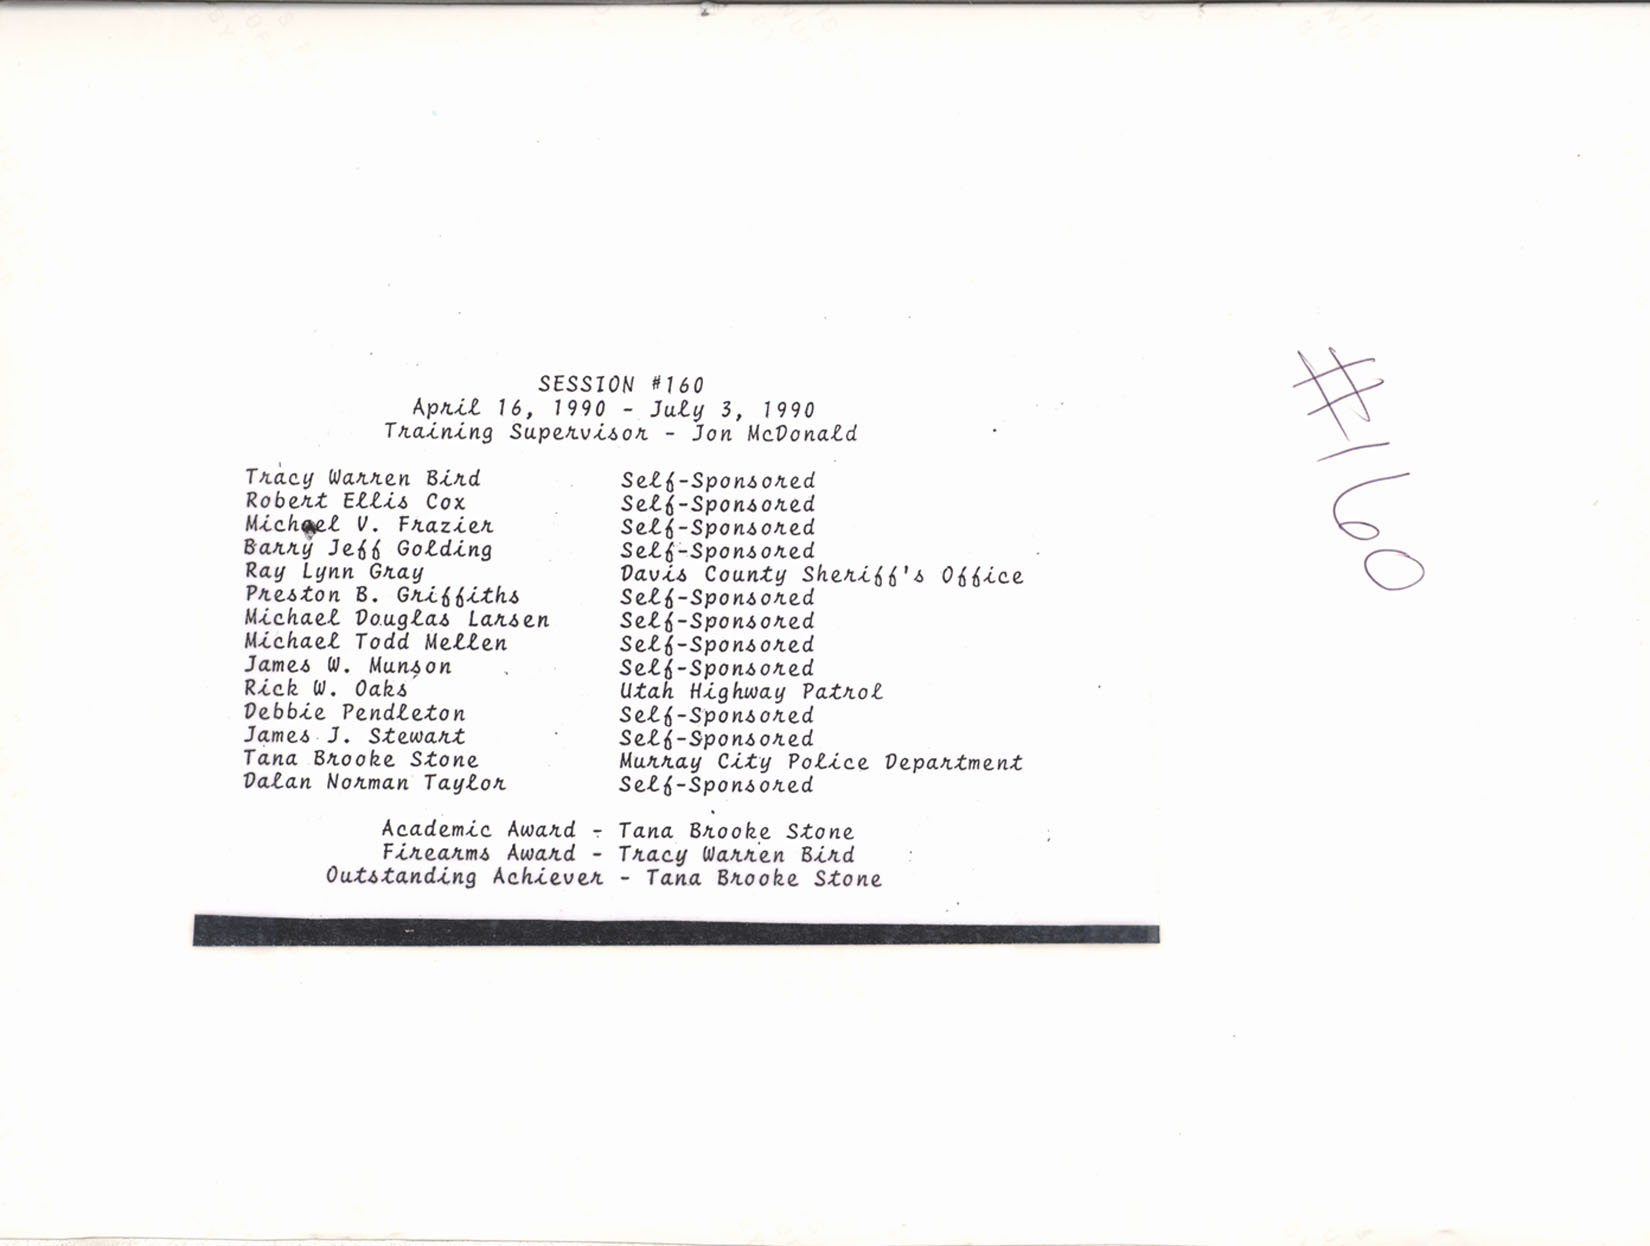 SESSION #160
April 16, 1990 - July 3, 1990
Training Supervisor - Jon McDonald
Tracy Warren Bird Self-Sponsored
Robert Ellis Cox Self-Sponsored
Michael V. Frazier Self-Sponsored
Barry Jeff Golding Self-Sponsored
Ray Lynn Gray Davis County Sheriff's Office
Preston B. Griffiths Self-Sponsored
Michael Douglas Larsen Self-Sponsored
Michael Todd Mellen Self-Sponsored
James W. Munson Self-Sponsored
Rick W. Oaks Utah Highway Patrol
Debbie Pendleton Self-Sponsored
James J. Stewart Self-Sponsored
Tana Brooke Stone Murray City Police Department
Dalan Norman Taylor Self-Sponsored
Academic Award - Tana Brooke Stone
Firearms Award - Tracy Warren Bird
Outstanding Achiever - Tana Brooke Stone
#160